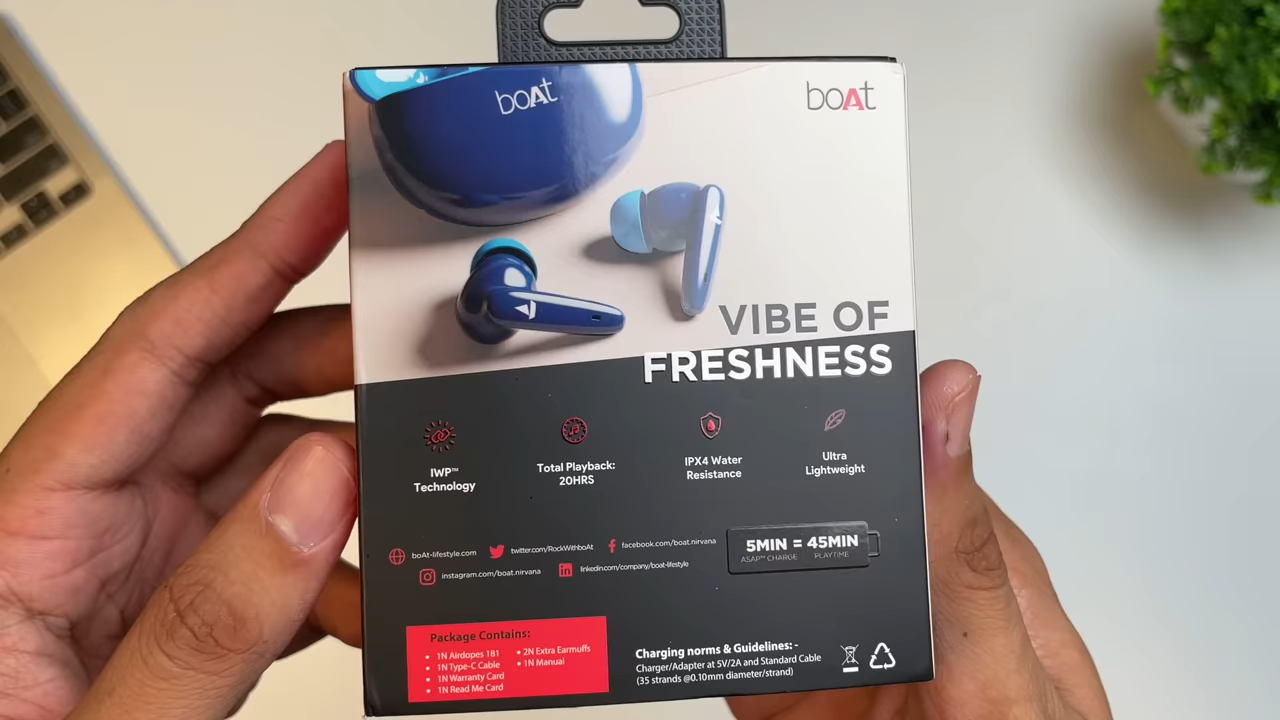 boAt
boAt
VIBE OF
FRESHNESS
IWP™
Technology
Total Playback:
20HRS
IPX4 Water
Resistance
Ultra
Lightweight
boAt-lifestyle.com
twitter.com/RockWithboAt
facebook.com/boat.nirvana
instagram.com/boat.nirvana
linkedin.com/company/boat-lifestyle
5MIN = 45MIN
ASAP™ CHARGE PLAYTIME
Package Contains:
• 1N Airdopes 181
• 1N Type-C Cable
• 1N Warranty Card
• 1N Read Me Card
• 2N Extra Earmuffs
• 1N Manual
Charging norms & Guidelines: -
Charger/Adapter at 5V/2A and Standard Cable
(35 strands @0.10mm diameter/strand)